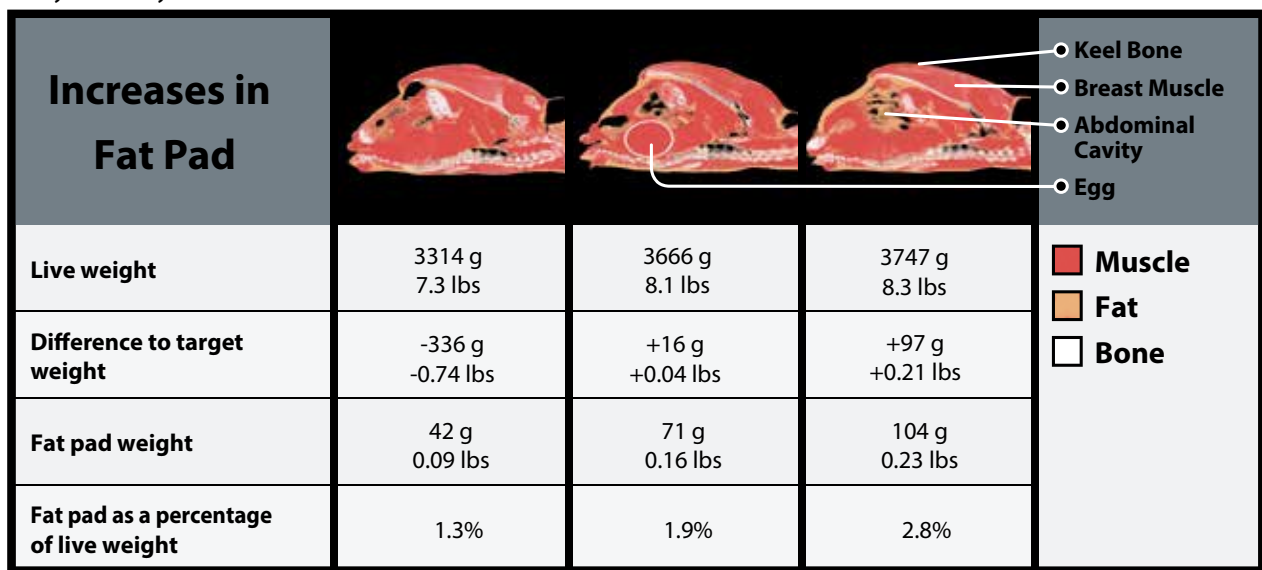 Increases in
Fat Pad
Keel Bone
Breast Muscle
Abdominal
Cavity
Egg
Live weight
3314 g
7.3 lbs
3666 g
8.1 lbs
3747 g
8.3 lbs
Muscle
Fat
Bone
Difference to target
weight
-336 g
-0.74 lbs
+16 g
+0.04 lbs
+97 g
+0.21 lbs
Fat pad weight
42 g
0.09 lbs
71 g
0.16 lbs
104 g
0.23 lbs
Fat pad as a percentage
of live weight
1.3%
1.9%
2.8%